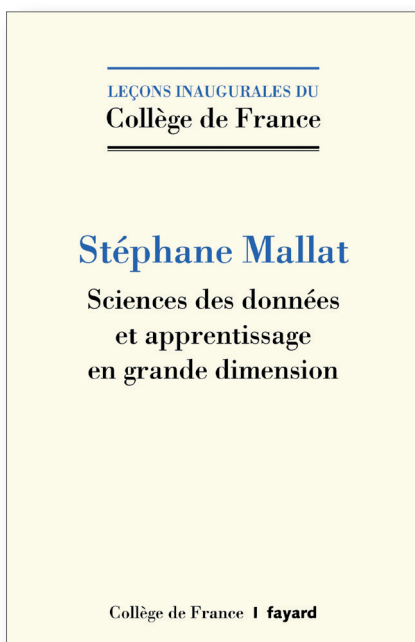 LEÇONS INAUGURALES DU
Collège de France
Stéphane Mallat
Sciences des données
et apprentissage
en grande dimension
Collège de France I fayard